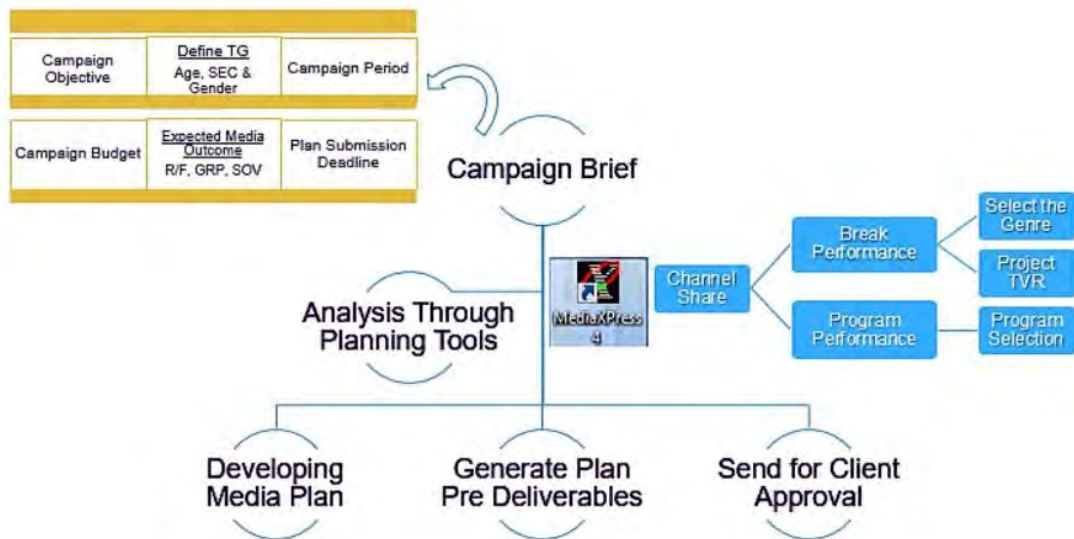 Campaign
Objective
Define TG
Age, SEC &
Gender
Campaign Period
Campaign Budget
Expected Media
Outcome
R/F, GRP, SOV
Plan Submission
Deadline
Campaign Brief
Analysis Through
Planning Tools
MediaXPress
4
Channel
Share
Break
Performance
Select the
Genre
Project
TVR
Program
Performance
Program
Selection
Developing
Media Plan
Generate Plan
Pre Deliverables
Send for Client
Approval